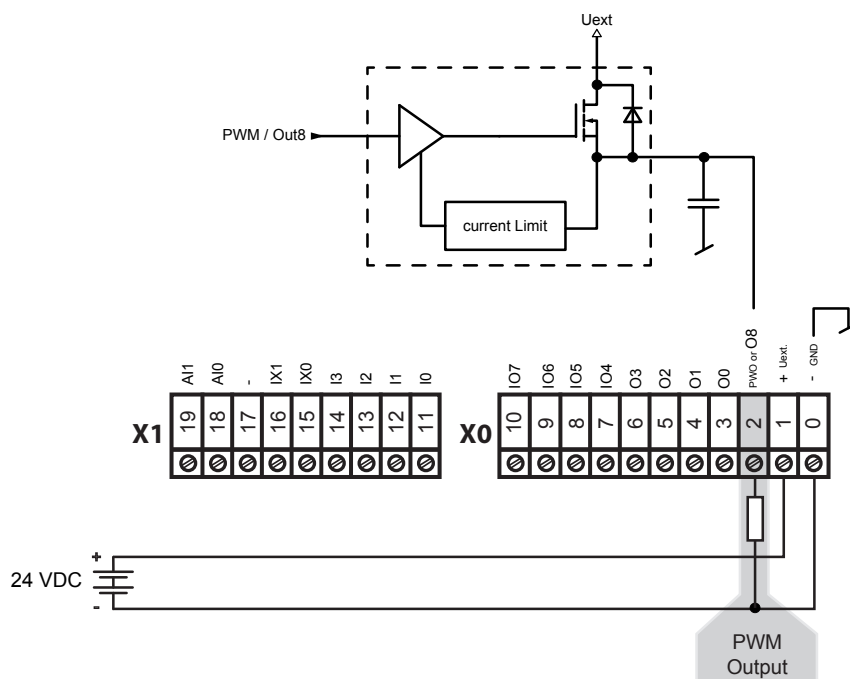 Uext
PWM / Out8
current Limit
AI1
AI0
-
IX1
IX0
I3
I2
I1
I0
IO7
IO6
IO5
IO4
O3
O2
O1
O0
PWO or O8
+ Uext.
- GND
X1
19
18
17
16
15
14
13
12
11
X0
10
9
8
7
6
5
4
3
2
1
0
+
24 VDC
-
PWM
Output